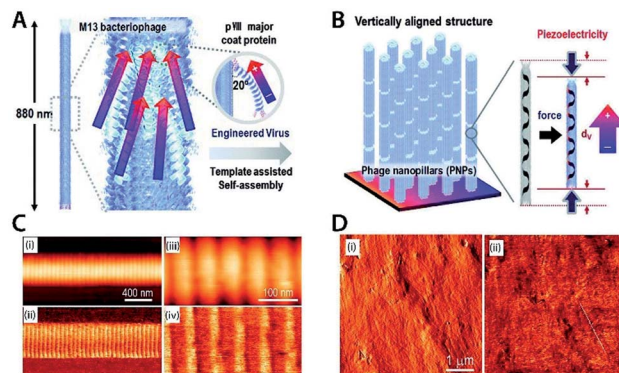 A
M13 bacteriophage
pVIII major
coat protein
880 nm
20°
Engineered Virus
Template assisted
Self-assembly
B
Vertically aligned structure
Piezoelectricity
force
dv
Phage nanopillars (PNPs)
+
−
C
(i)
400 nm
(iii)
100 nm
(ii)
(iv)
D
(i)
1 μm
(ii)